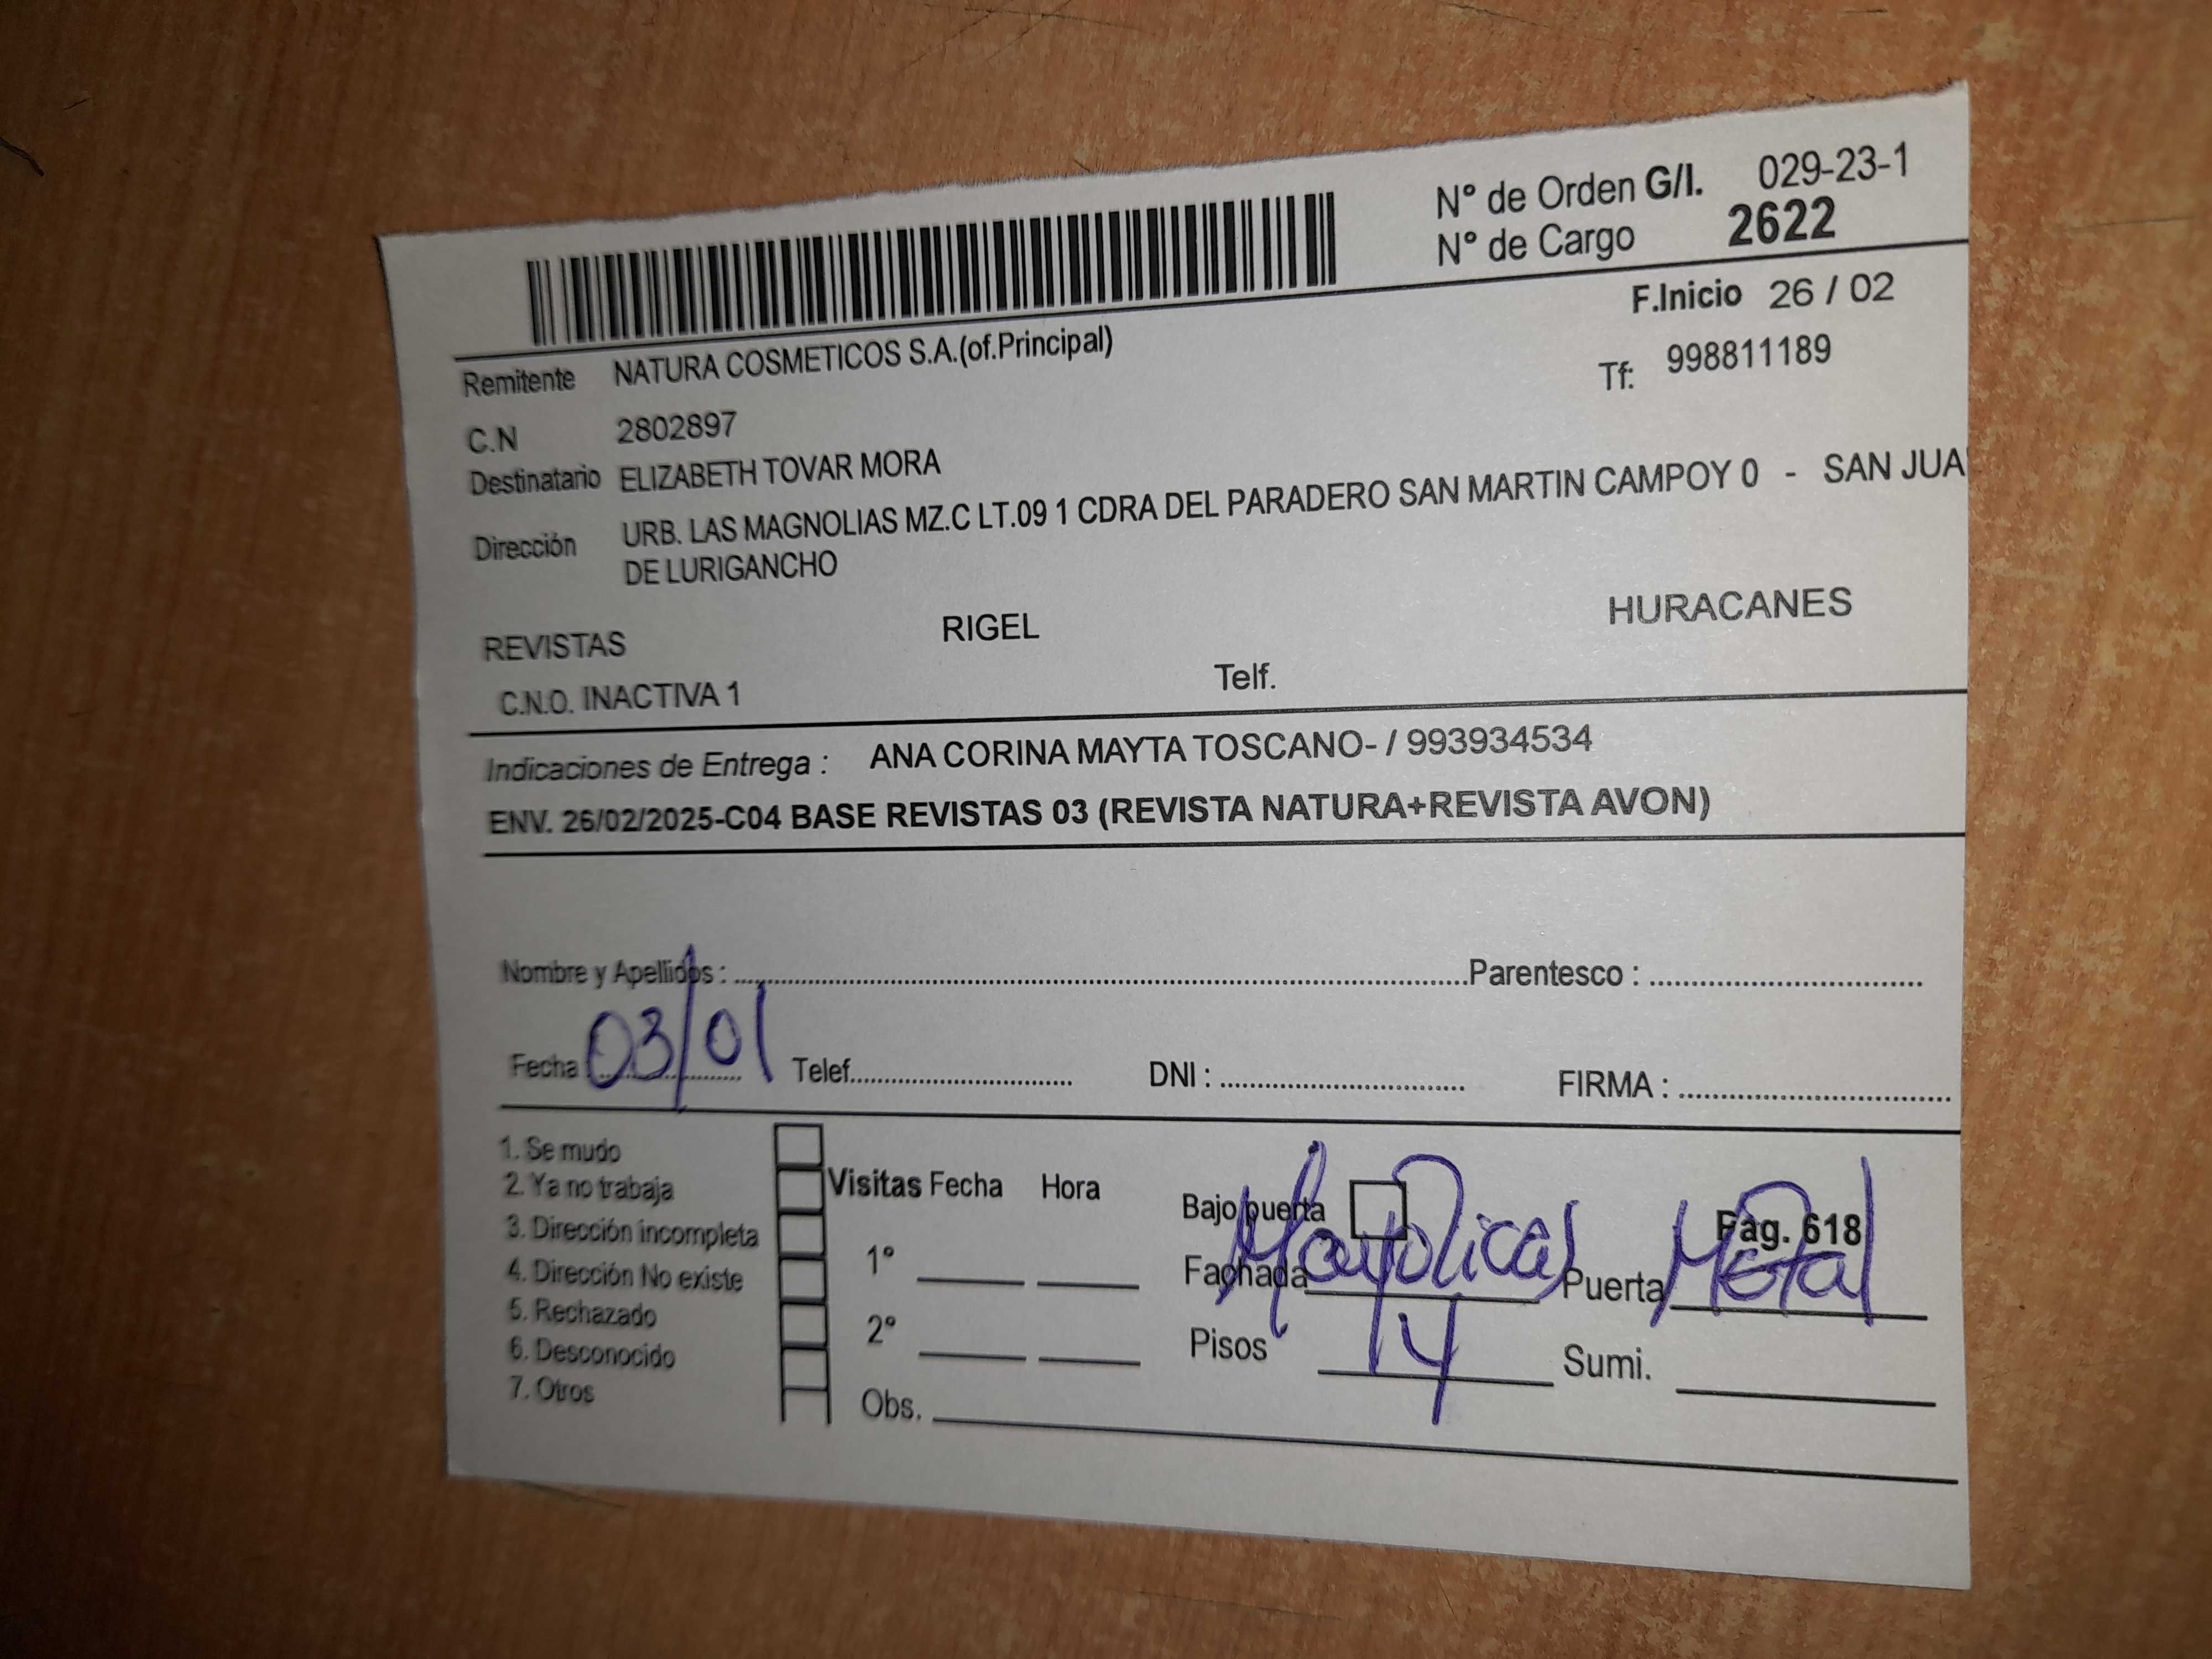 N° de Orden G/I. 029-23-1
N° de Cargo 2622
F.Inicio 26 / 02
Remitente NATURA COSMETICOS S.A.(of.Principal)
Tf: 998811189
C.N 2802897
Destinatario ELIZABETH TOVAR MORA
Dirección URB. LAS MAGNOLIAS MZ.C LT.09 1 CDRA DEL PARADERO SAN MARTIN CAMPOY 0 - SAN JUA
DE LURIGANCHO
REVISTAS RIGEL HURACANES
C.N.O. INACTIVA 1 Telf.
Indicaciones de Entrega : ANA CORINA MAYTA TOSCANO- / 993934534
ENV. 26/02/2025-C04 BASE REVISTAS 03 (REVISTA NATURA+REVISTA AVON)
Nombre y Apellidos : Parentesco :
Fecha 03/01 Telef. DNI : FIRMA :
1. Se mudo
2. Ya no trabaja
3. Dirección incompleta
4. Dirección No existe
5. Rechazado
6. Desconocido
7. Otros
Visitas Fecha Hora
1°
2°
Obs.
Bajo puerta Pag. 618
Fachada Mayolicas Puerta Metal
Pisos 14 Sumi.